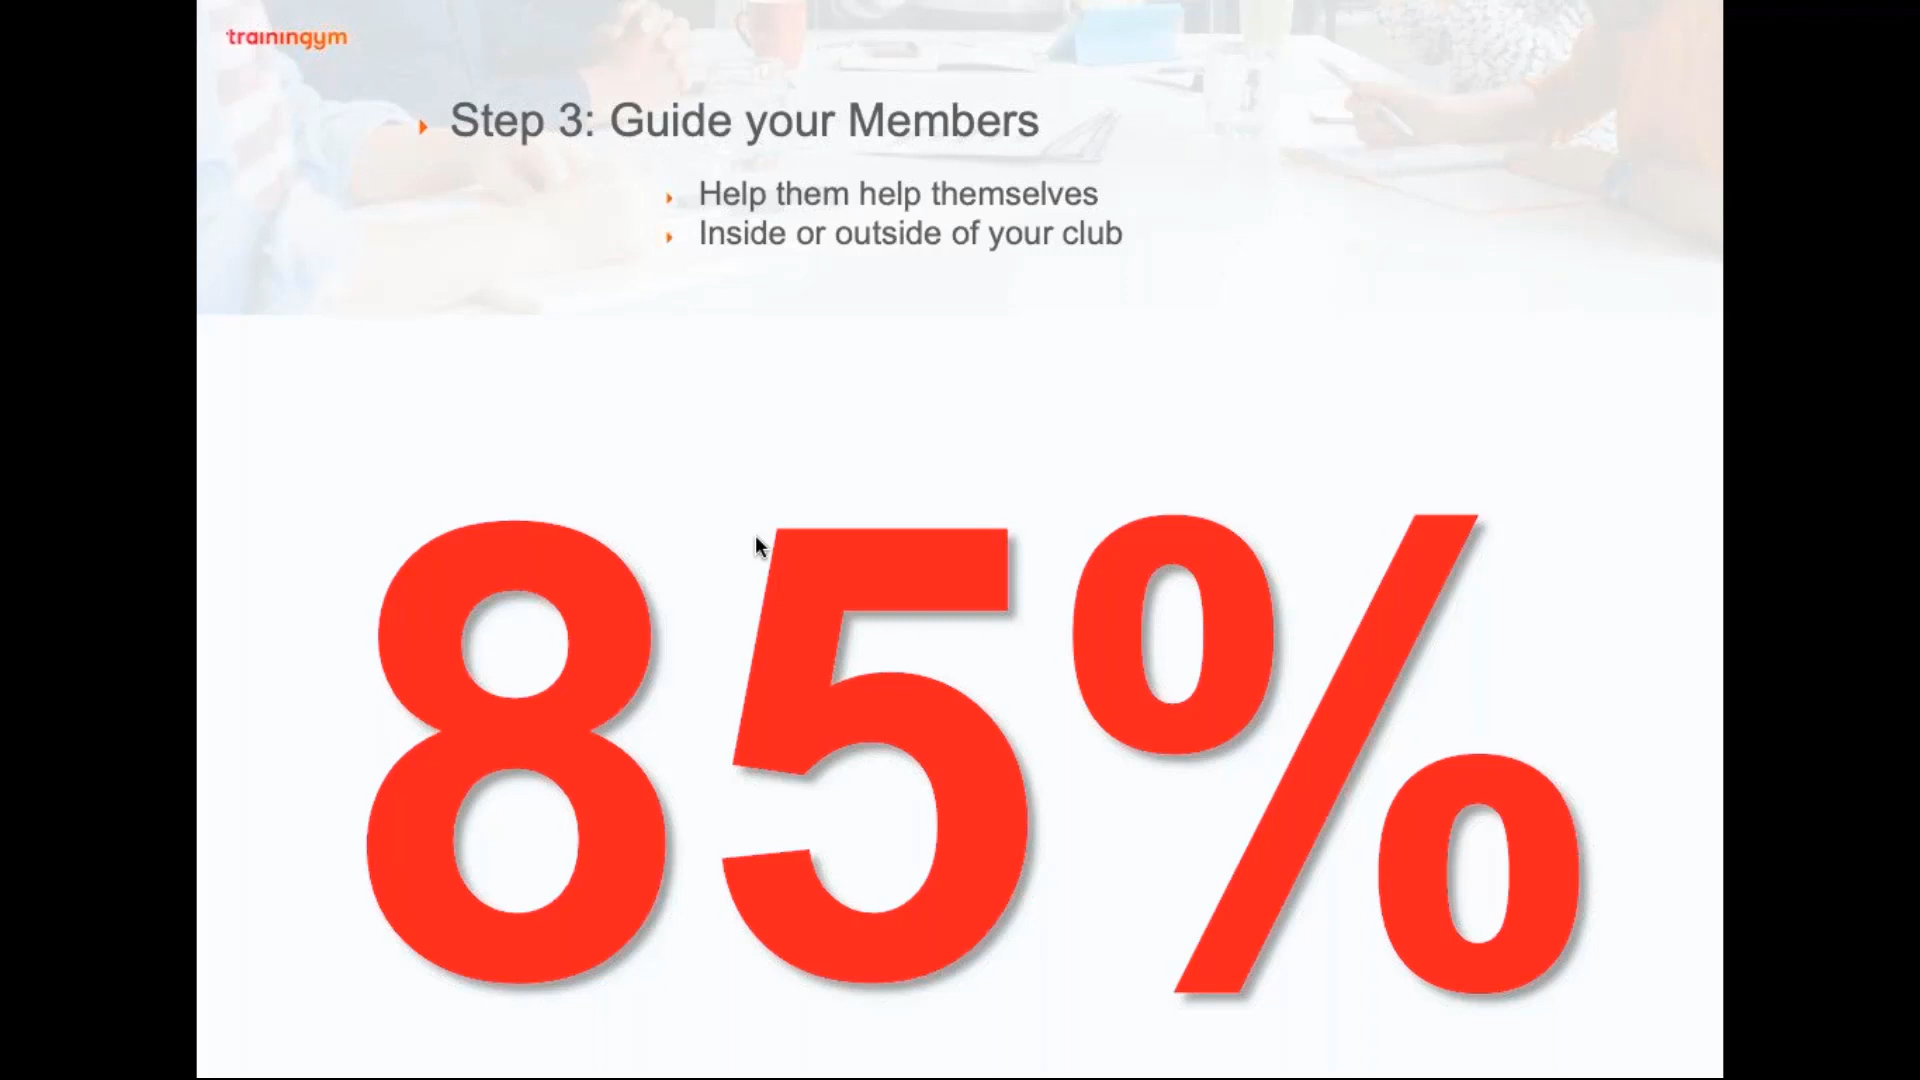 trainingym
Step 3: Guide your Members
Help them help themselves
Inside or outside of your club
85%